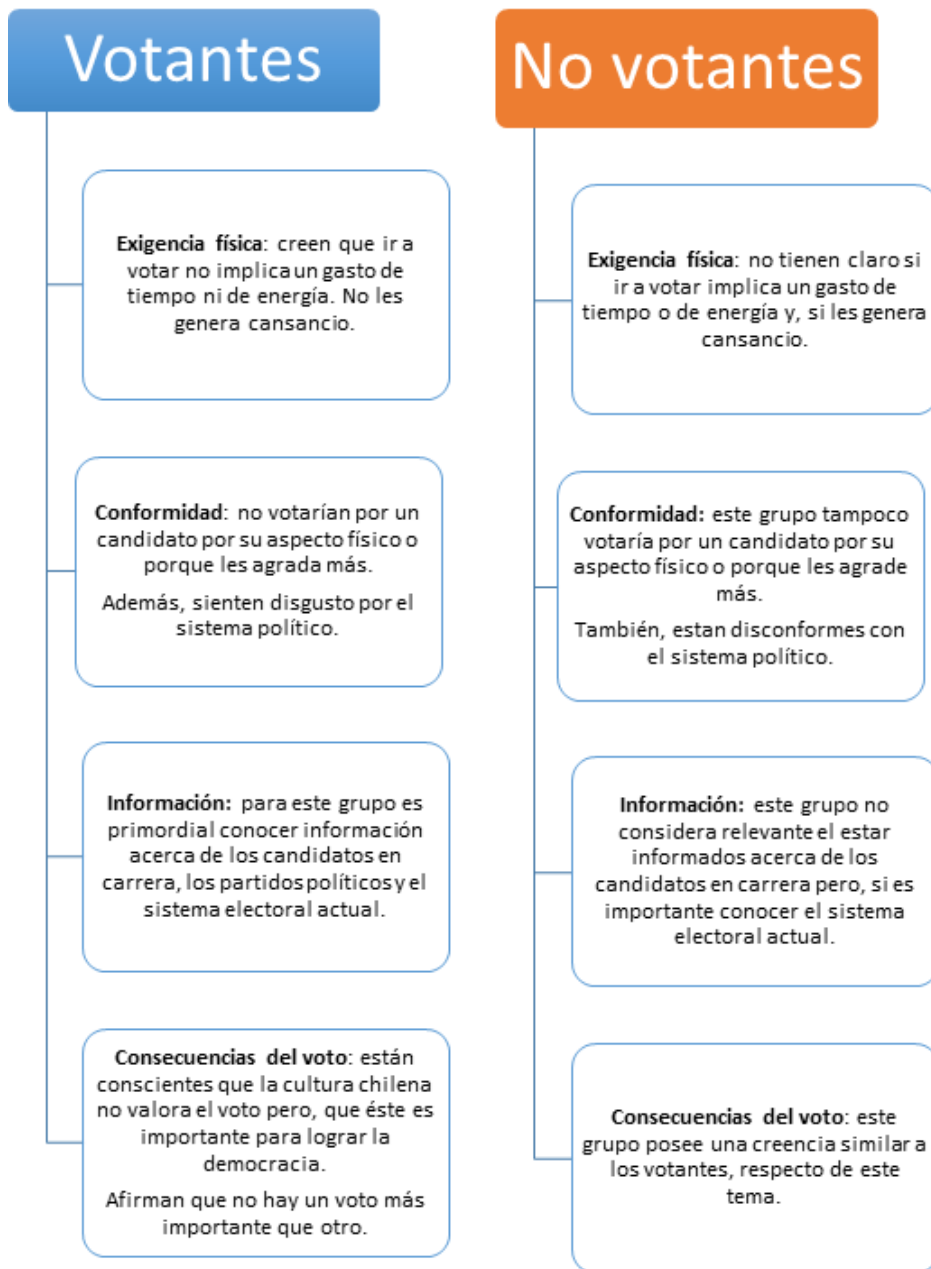 Votantes
Exigencia física: creen que ir a
votar no implica un gasto de
tiempo ni de energía. No les
genera cansancio.
Conformidad: no votarían por un
candidato por su aspecto físico o
porque les agrada más.
Además, sienten disgusto por el
sistema político.
Información: para este grupo es
primordial conocer información
acerca de los candidatos en
carrera, los partidos políticos y el
sistema electoral actual.
Consecuencias del voto: están
conscientes que la cultura chilena
no valora el voto pero, que éste es
importante para lograr la
democracia.
Afirman que no hay un voto más
importante que otro.
No votantes
Exigencia física: no tienen claro si
ir a votar implica un gasto de
tiempo o de energía y, si les genera
cansancio.
Conformidad: este grupo tampoco
votaría por un candidato por su
aspecto físico o porque les agrade
más.
También, estan disconformes con
el sistema político.
Información: este grupo no
considera relevante el estar
informados acerca de los
candidatos en carrera pero, si es
importante conocer el sistema
electoral actual.
Consecuencias del voto: este
grupo posee una creencia similar a
los votantes, respecto de este
tema.